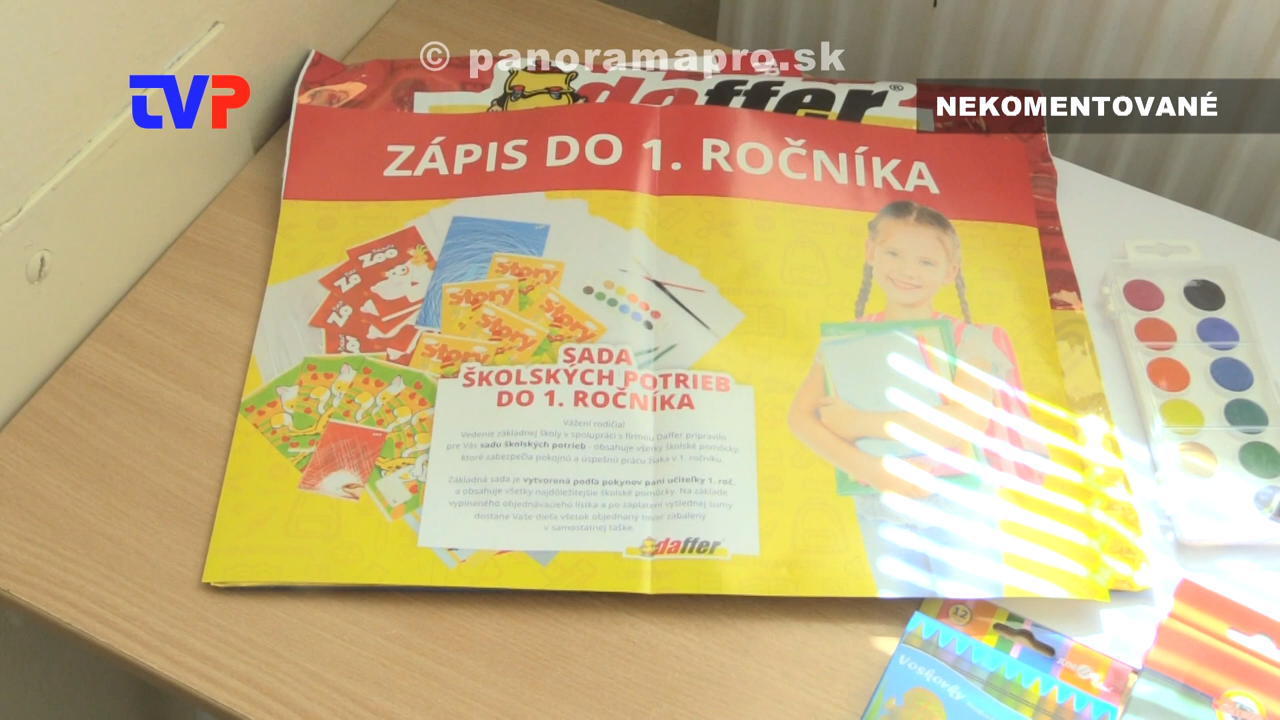 © panoramapro.sk
TVP
NEKOMENTOVANÉ
daffer®
ZÁPIS DO 1. ROČNÍKA
Zoo
Story
Story
Story
Story
Story
SADA
ŠKOLSKÝCH POTRIEB
DO 1. ROČNÍKA
Vážení rodičia!
Vedenie základnej školy v spolupráci s firmou Daffer pripravilo
pre Vás sadu školských potrieb - obsahuje všetky školské pomôcky,
ktoré zabezpečia pokojnú a úspešnú prácu žiaka v 1. ročníku.
Základná sada je vytvorená podľa pokynov pani učiteľky 1. roč.
a obsahuje všetky najdôležitejšie školské pomôcky. Na základe
vypísaného objednávacieho lístka a po zaplatení výslednej sumy
dostane Vaše dieťa všetok objednaný tovar zabalený
v samostatnej taške.
daffer
12
Voskovky